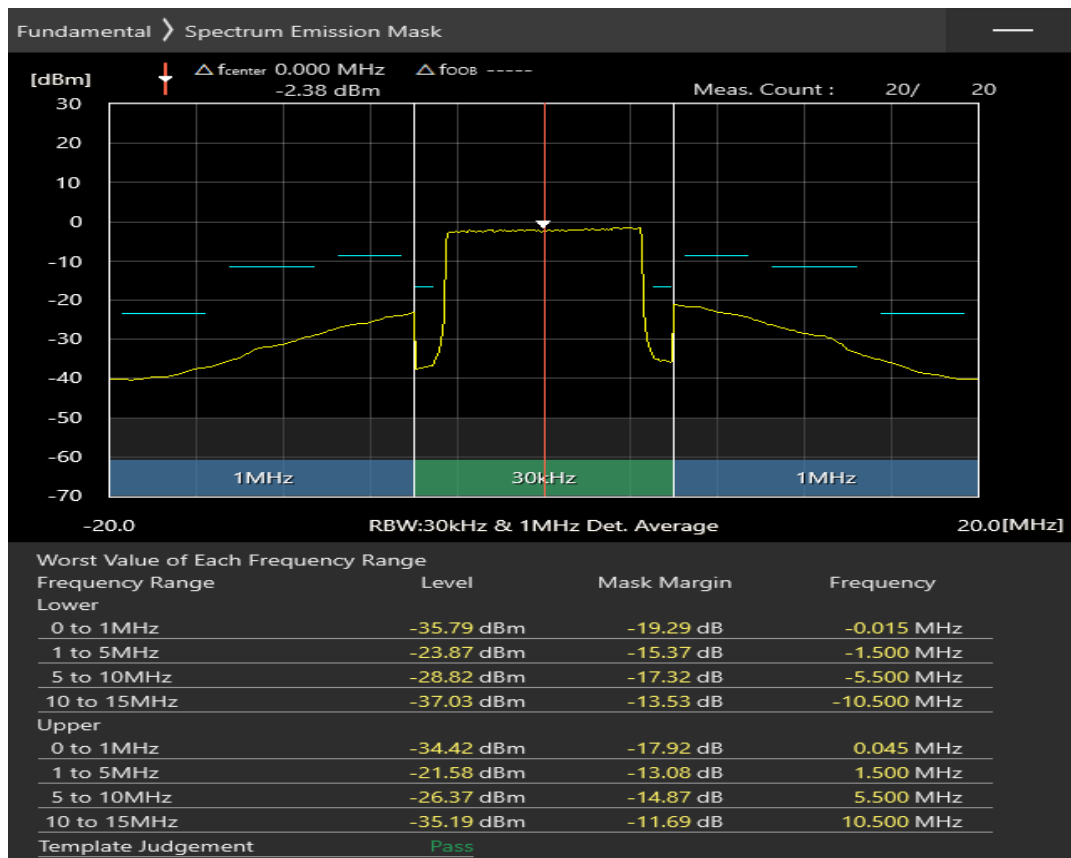 Fundamental ❯ Spectrum Emission Mask
[dBm] △ fcenter 0.000 MHz △ fOOB -----
-2.38 dBm Meas. Count : 20/ 20
30
20
10
0
-10
-20
-30
-40
-50
-60
-70
1MHz 30kHz 1MHz
-20.0 RBW:30kHz & 1MHz Det. Average 20.0[MHz]
Worst Value of Each Frequency Range
Frequency Range Level Mask Margin Frequency
Lower
0 to 1MHz -35.79 dBm -19.29 dB -0.015 MHz
1 to 5MHz -23.87 dBm -15.37 dB -1.500 MHz
5 to 10MHz -28.82 dBm -17.32 dB -5.500 MHz
10 to 15MHz -37.03 dBm -13.53 dB -10.500 MHz
Upper
0 to 1MHz -34.42 dBm -17.92 dB 0.045 MHz
1 to 5MHz -21.58 dBm -13.08 dB 1.500 MHz
5 to 10MHz -26.37 dBm -14.87 dB 5.500 MHz
10 to 15MHz -35.19 dBm -11.69 dB 10.500 MHz
Template Judgement Pass